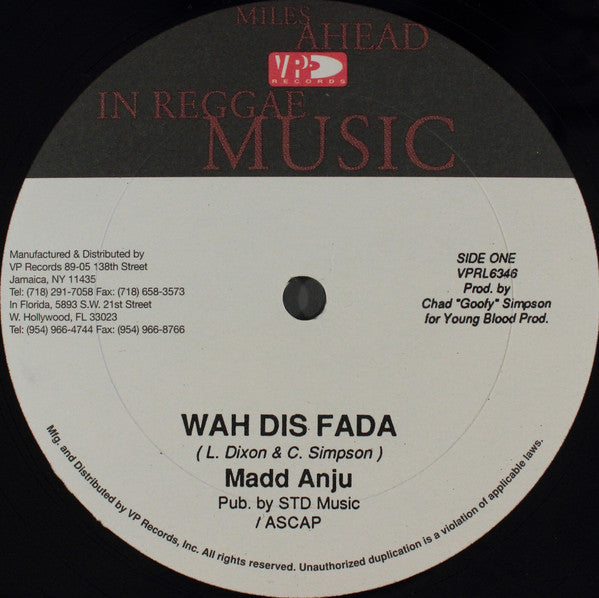 MILES
AHEAD
VP
RECORDS
IN REGGAE
MUSIC
Manufactured & Distributed by
VP Records 89-05 138th Street
Jamaica, NY 11435
Tel: (718) 291-7058 Fax: (718) 658-3573
In Florida, 5893 S.W. 21st Street
W. Hollywood, FL 33023
Tel: (954) 966-4744 Fax: (954) 966-8766
SIDE ONE
VPRL6346
Prod. by
Chad "Goofy" Simpson
for Young Blood Prod.
WAH DIS FADA
( L. Dixon & C. Simpson )
Madd Anju
Pub. by STD Music
/ ASCAP
Mfg. and Distributed by VP Records, Inc. All rights reserved. Unauthorized duplication is a violation of applicable laws.